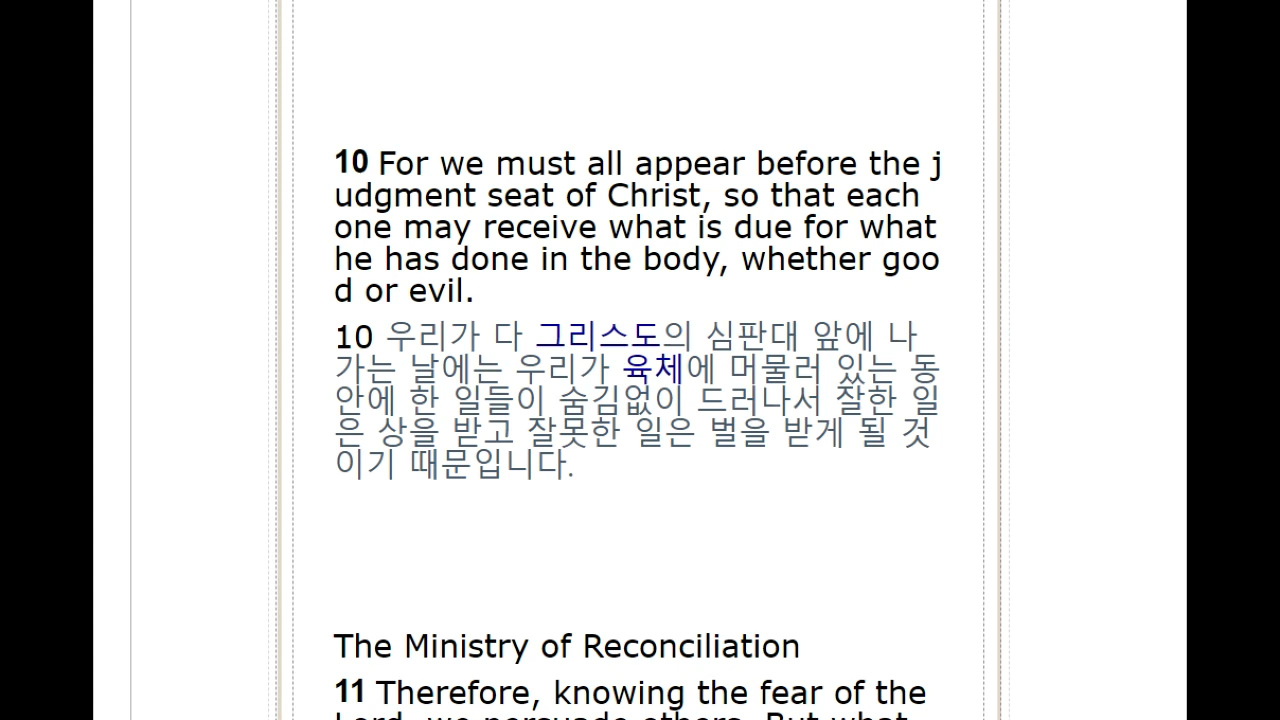 10 For we must all appear before the j
udgment seat of Christ, so that each
one may receive what is due for what
he has done in the body, whether goo
d or evil.
10 우리가 다 그리스도의 심판대 앞에 나
가는 날에는 우리가 육체에 머물러 있는 동
안에 한 일들이 숨김없이 드러나서 잘한 일
은 상을 받고 잘못한 일은 벌을 받게 될 것
이기 때문입니다.
The Ministry of Reconciliation
11 Therefore, knowing the fear of the
Lord, we persuade others. But what